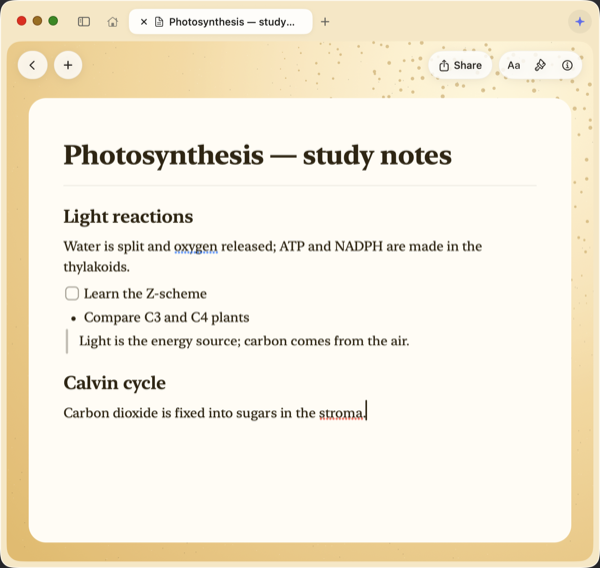 Photosynthesis — study...
Share
Aa
Photosynthesis — study notes
Light reactions
Water is split and oxygen released; ATP and NADPH are made in the
thylakoids.
Learn the Z-scheme
• Compare C3 and C4 plants
Light is the energy source; carbon comes from the air.
Calvin cycle
Carbon dioxide is fixed into sugars in the stroma.